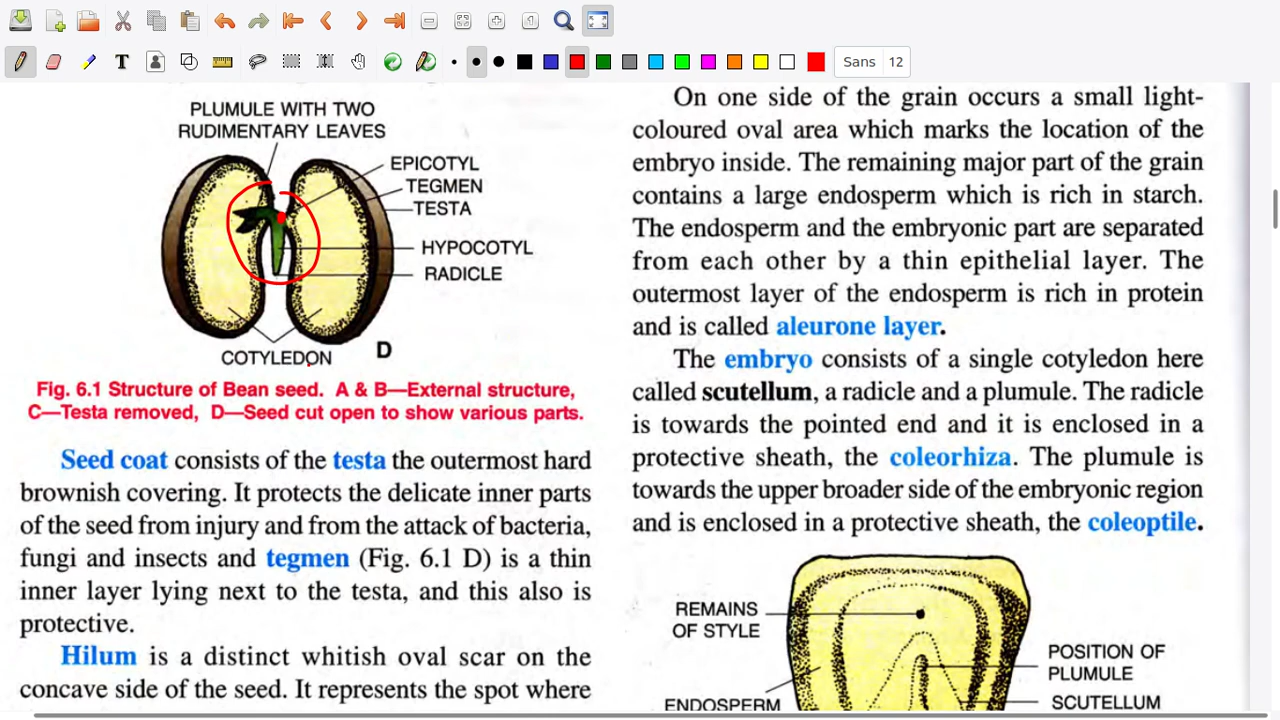 Sans 12
PLUMULE WITH TWO
RUDIMENTARY LEAVES
EPICOTYL
TEGMEN
TESTA
HYPOCOTYL
RADICLE
COTYLEDON
D
Fig. 6.1 Structure of Bean seed. A & B—External structure,
C—Testa removed, D—Seed cut open to show various parts.
Seed coat consists of the testa the outermost hard
brownish covering. It protects the delicate inner parts
of the seed from injury and from the attack of bacteria,
fungi and insects and tegmen (Fig. 6.1 D) is a thin
inner layer lying next to the testa, and this also is
protective.
Hilum is a distinct whitish oval scar on the
concave side of the seed. It represents the spot where
On one side of the grain occurs a small light-
coloured oval area which marks the location of the
embryo inside. The remaining major part of the grain
contains a large endosperm which is rich in starch.
The endosperm and the embryonic part are separated
from each other by a thin epithelial layer. The
outermost layer of the endosperm is rich in protein
and is called aleurone layer.
The embryo consists of a single cotyledon here
called scutellum, a radicle and a plumule. The radicle
is towards the pointed end and it is enclosed in a
protective sheath, the coleorhiza. The plumule is
towards the upper broader side of the embryonic region
and is enclosed in a protective sheath, the coleoptile.
REMAINS
OF STYLE
POSITION OF
PLUMULE
SCUTELLUM
ENDOSPERM